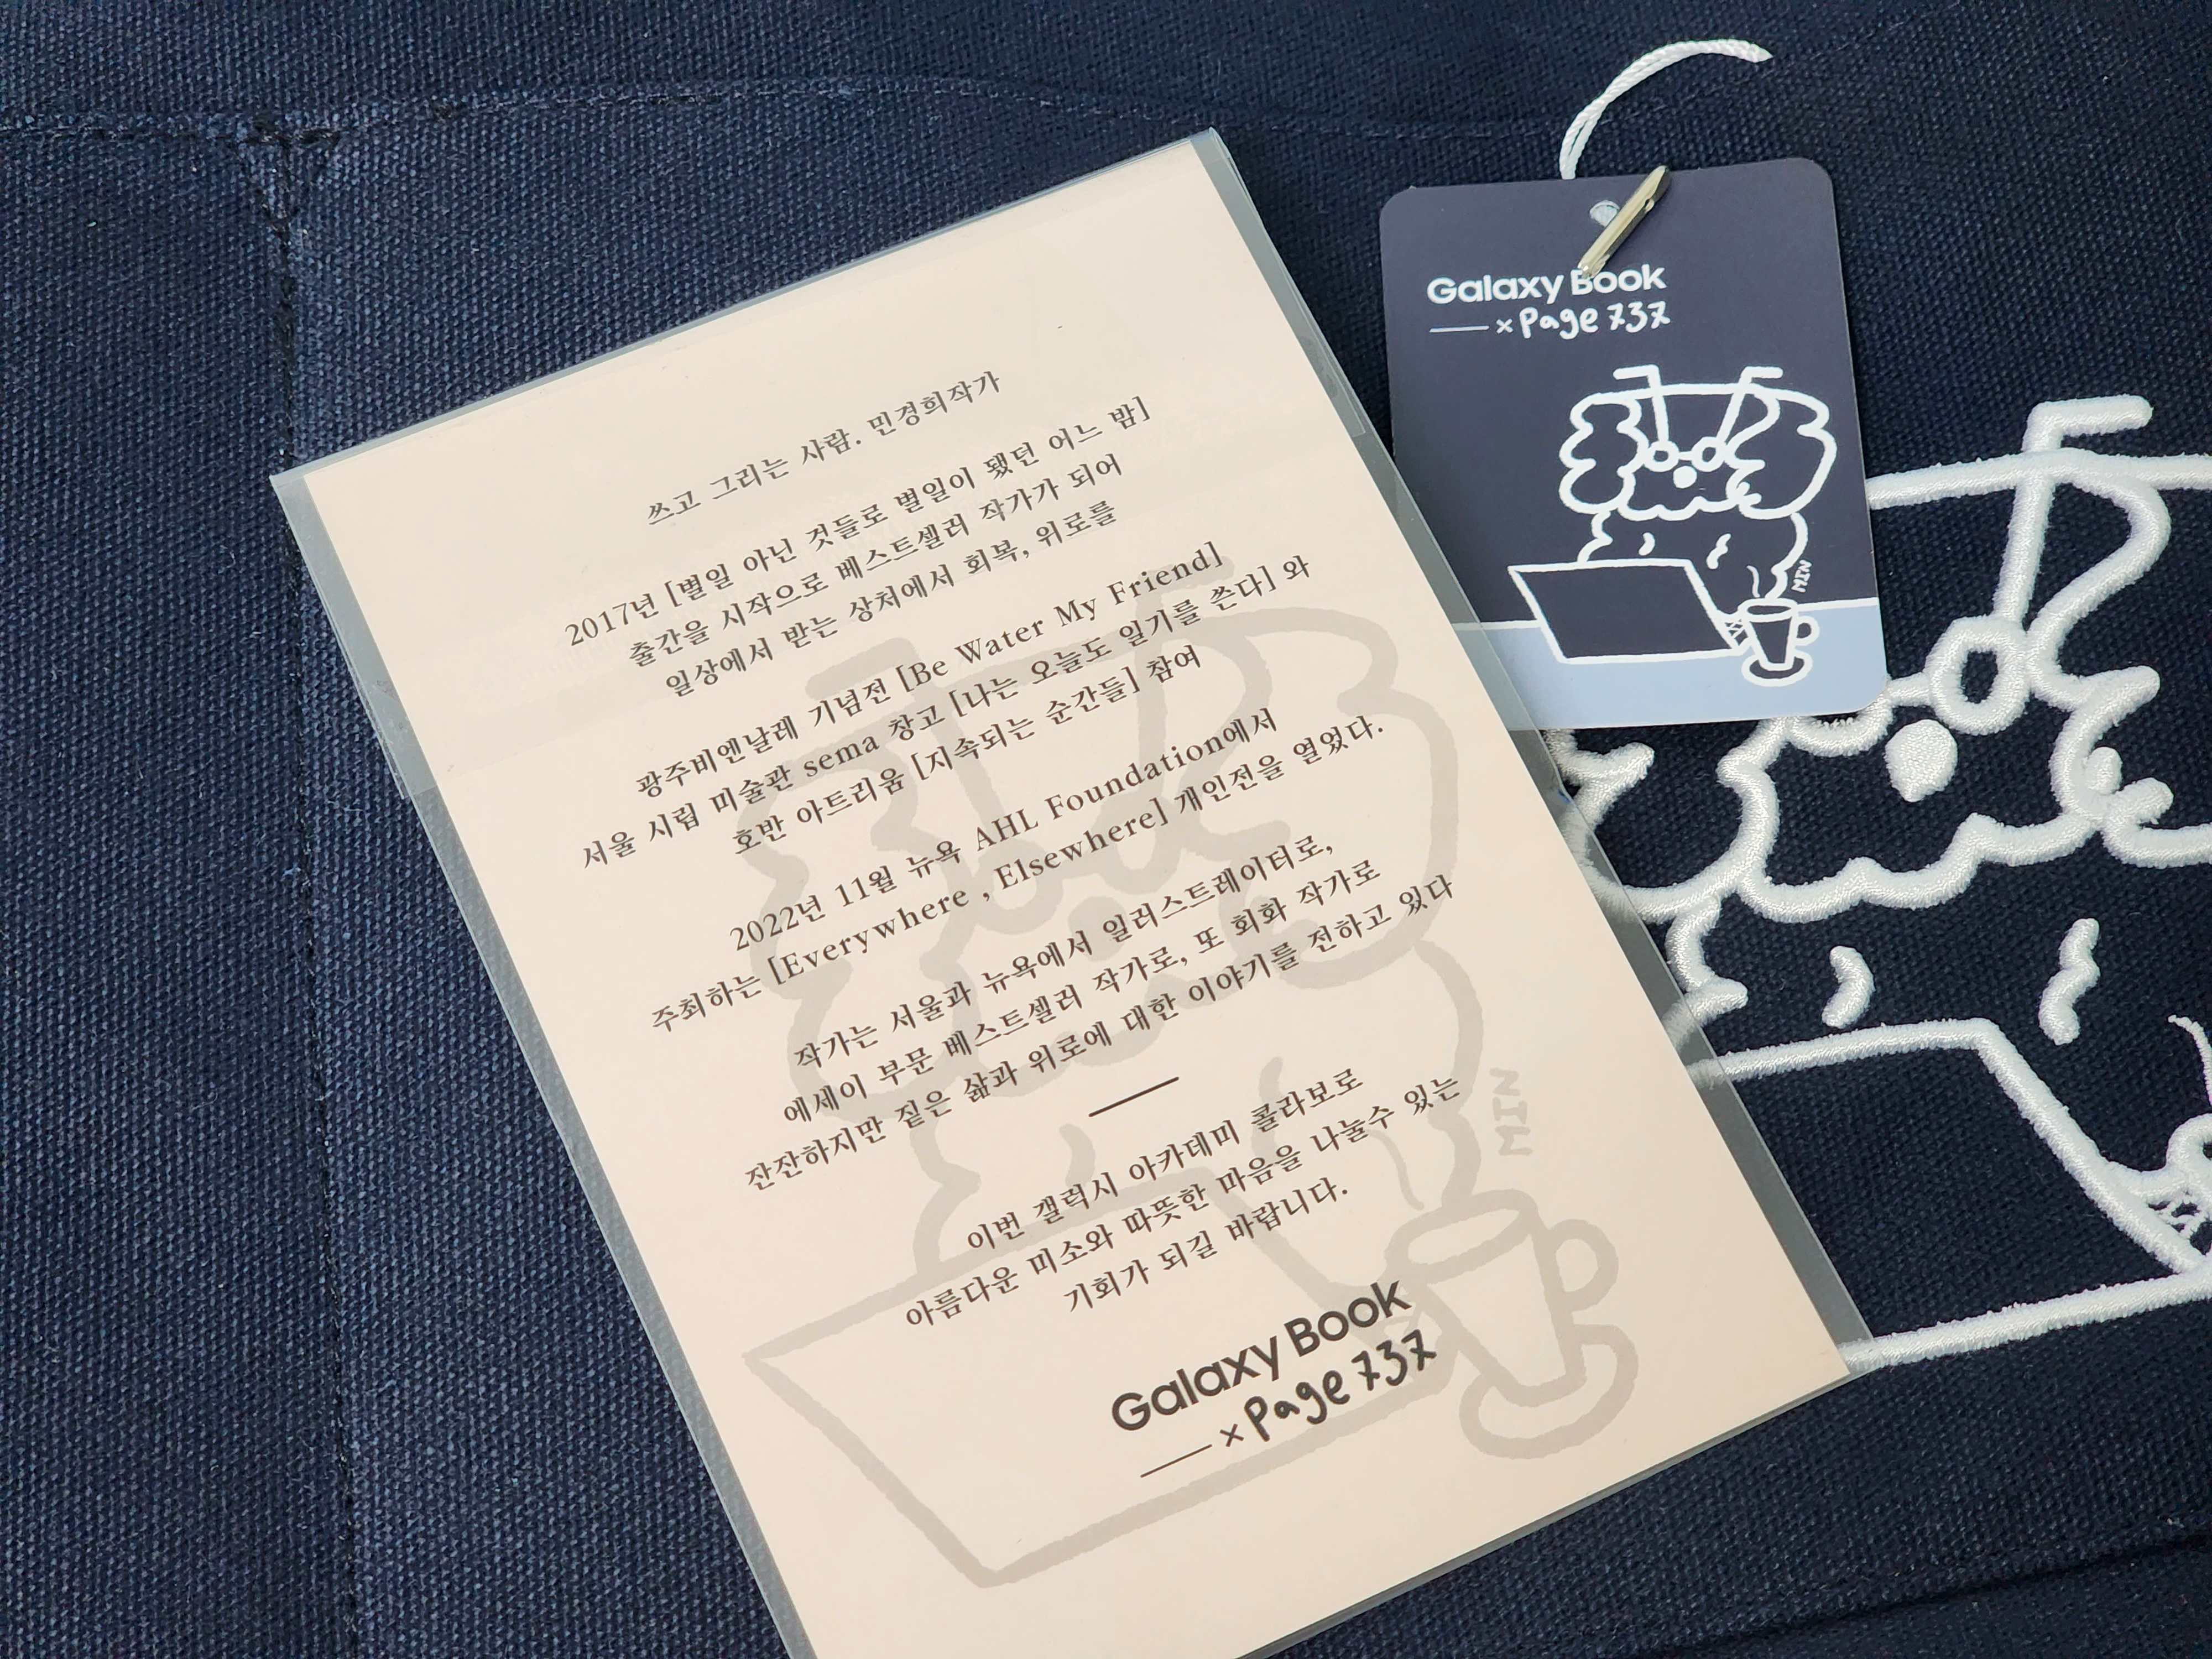 쓰고 그리는 사람. 민경희작가
2017년 [별일 아닌 것들로 별일이 됐던 어느 밤]
출간을 시작으로 베스트셀러 작가가 되어
일상에서 받는 상처에서 회복, 위로를
광주비엔날레 기념전 [Be Water My Friend]
서울 시립 미술관 sema 창고 [나는 오늘도 일기를 쓴다] 와
호반 아트리움 [지속되는 순간들] 참여
2022년 11월 뉴욕 AHL Foundation에서
주최하는 [Everywhere , Elsewhere] 개인전을 열었다.
작가는 서울과 뉴욕에서 일러스트레이터로,
에세이 부문 베스트셀러 작가로, 또 회화 작가로
잔잔하지만 짙은 삶과 위로에 대한 이야기를 전하고 있다
이번 갤럭시 아카데미 콜라보로
아름다운 미소와 따뜻한 마음을 나눌수 있는
기회가 되길 바랍니다.
Galaxy Book
× Page 737
MIN
Galaxy Book
× Page 737
MIN